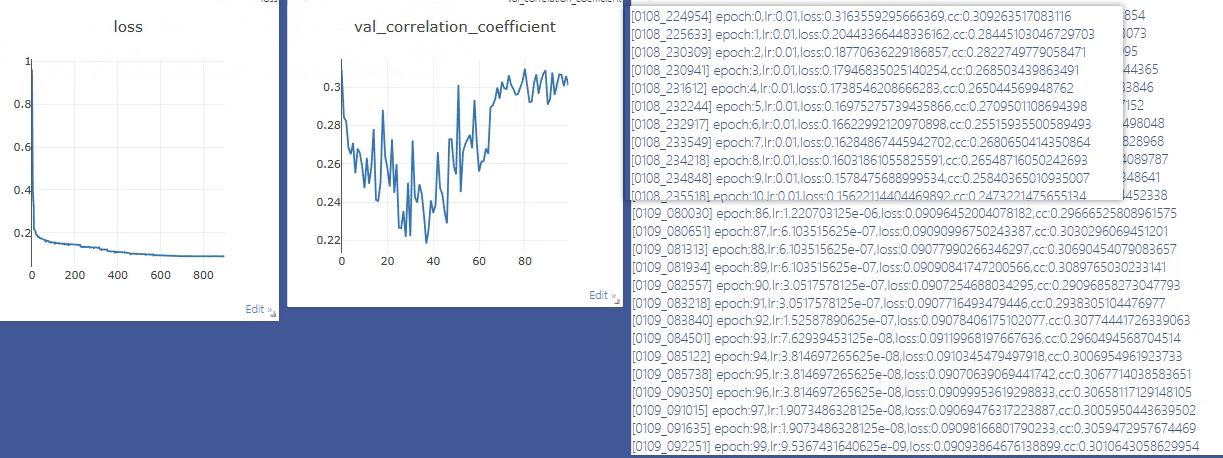 loss
1
0.8
0.6
0.4
0.2
0
200
400
600
800
Edit »
val_correlation_coefficient
0.3
0.28
0.26
0.24
0.22
0
20
40
60
80
Edit »
[0108_224954] epoch:0,lr:0.01,loss:0.3163559295666369,cc:0.309263517083116
[0108_225633] epoch:1,lr:0.01,loss:0.20443366448336162,cc:0.28445103046729703
[0108_230309] epoch:2,lr:0.01,loss:0.18770636229186857,cc:0.2822749779058471
[0108_230941] epoch:3,lr:0.01,loss:0.17946835025140254,cc:0.268503439863491
[0108_231612] epoch:4,lr:0.01,loss:0.1738546208666283,cc:0.265044569948762
[0108_232244] epoch:5,lr:0.01,loss:0.16975275739435866,cc:0.2709501108694398
[0108_232917] epoch:6,lr:0.01,loss:0.16622992120970898,cc:0.25515935500589493
[0108_233549] epoch:7,lr:0.01,loss:0.16284867445942702,cc:0.2680650414350864
[0108_234218] epoch:8,lr:0.01,loss:0.16031861055825591,cc:0.26548716050242693
[0108_234848] epoch:9,lr:0.01,loss:0.1578475688999534,cc:0.25840365010935007
[0108_235518] epoch:10,lr:0.01,loss:0.15622114404469892,cc:0.2473221475655134
[0109_080030] epoch:86,lr:1.220703125e-06,loss:0.09096452004078182,cc:0.29666525808961575
[0109_080651] epoch:87,lr:6.103515625e-07,loss:0.09090996750243387,cc:0.3030296069451201
[0109_081313] epoch:88,lr:6.103515625e-07,loss:0.09077990266346297,cc:0.30690454079083657
[0109_081934] epoch:89,lr:6.103515625e-07,loss:0.09090841747200566,cc:0.3089765030233141
[0109_082557] epoch:90,lr:3.0517578125e-07,loss:0.0907254688034295,cc:0.29096858273047793
[0109_083218] epoch:91,lr:3.0517578125e-07,loss:0.0907716493479446,cc:0.2938305104476977
[0109_083840] epoch:92,lr:1.52587890625e-07,loss:0.09078406175102077,cc:0.30774441726339063
[0109_084501] epoch:93,lr:7.62939453125e-08,loss:0.09119968197667636,cc:0.2960494568704514
[0109_085122] epoch:94,lr:3.814697265625e-08,loss:0.0910345479497918,cc:0.3006954961923733
[0109_085738] epoch:95,lr:3.814697265625e-08,loss:0.09070639069441742,cc:0.3067714038583651
[0109_090350] epoch:96,lr:3.814697265625e-08,loss:0.09099953619298833,cc:0.30658117129148105
[0109_091015] epoch:97,lr:1.9073486328125e-08,loss:0.09069476317223887,cc:0.3005950443639502
[0109_091635] epoch:98,lr:1.9073486328125e-08,loss:0.09098166801790233,cc:0.3059472957674469
[0109_092251] epoch:99,lr:9.5367431640625e-09,loss:0.09093864676138899,cc:0.3010643058629954